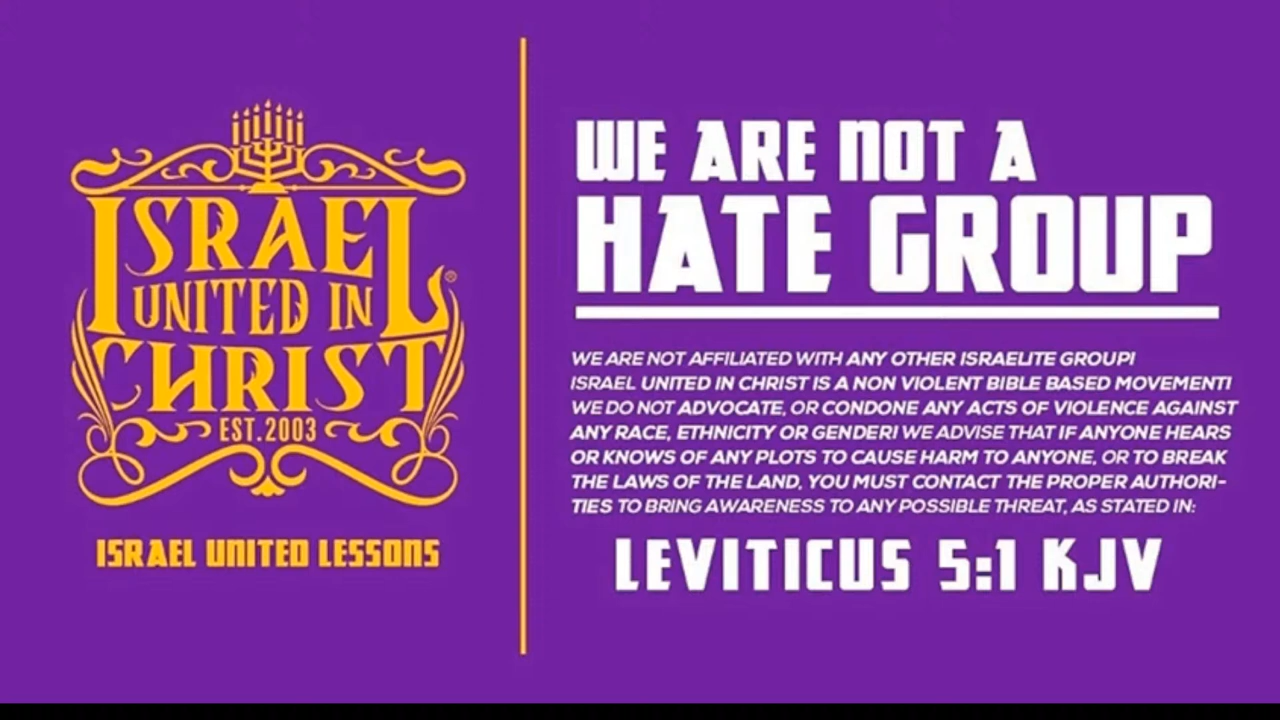 ISRAEL
UNITED IN
CHRIST
®
EST.2003
ISRAEL UNITED LESSONS
WE ARE NOT A
HATE GROUP
WE ARE NOT AFFILIATED WITH ANY OTHER ISRAELITE GROUP!
ISRAEL UNITED IN CHRIST IS A NON VIOLENT BIBLE BASED MOVEMENT!
WE DO NOT ADVOCATE, OR CONDONE ANY ACTS OF VIOLENCE AGAINST
ANY RACE, ETHNICITY OR GENDER! WE ADVISE THAT IF ANYONE HEARS
OR KNOWS OF ANY PLOTS TO CAUSE HARM TO ANYONE, OR TO BREAK
THE LAWS OF THE LAND, YOU MUST CONTACT THE PROPER AUTHORI-
TIES TO BRING AWARENESS TO ANY POSSIBLE THREAT, AS STATED IN:
LEVITICUS 5:1 KJV